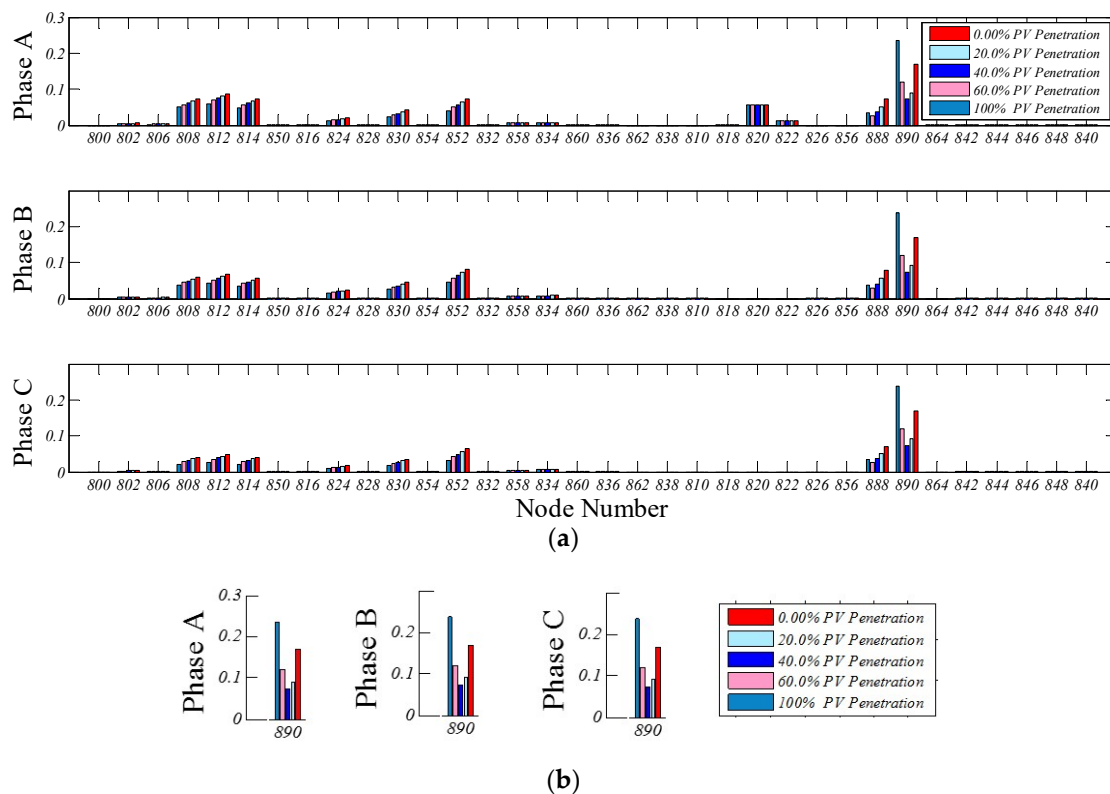 Phase A
0.3
0.2
0.1
0
0.00% PV Penetration
20.0% PV Penetration
40.0% PV Penetration
60.0% PV Penetration
100% PV Penetration
800 802 806 808 812 814 850 816 824 828 830 854 852 832 858 834 860 836 862 838 810 818 820 822 826 856 888 890 864 842 844 846 848 840
Phase B
0.2
0.1
0
800 802 806 808 812 814 850 816 824 828 830 854 852 832 858 834 860 836 862 838 810 818 820 822 826 856 888 890 864 842 844 846 848 840
Phase C
0.2
0.1
0
800 802 806 808 812 814 850 816 824 828 830 854 852 832 858 834 860 836 862 838 810 818 820 822 826 856 888 890 864 842 844 846 848 840
Node Number
(a)
Phase A
0.3
0.2
0.1
0
890
Phase B
0.2
0.1
0
890
Phase C
0.2
0.1
0
890
0.00% PV Penetration
20.0% PV Penetration
40.0% PV Penetration
60.0% PV Penetration
100% PV Penetration
(b)